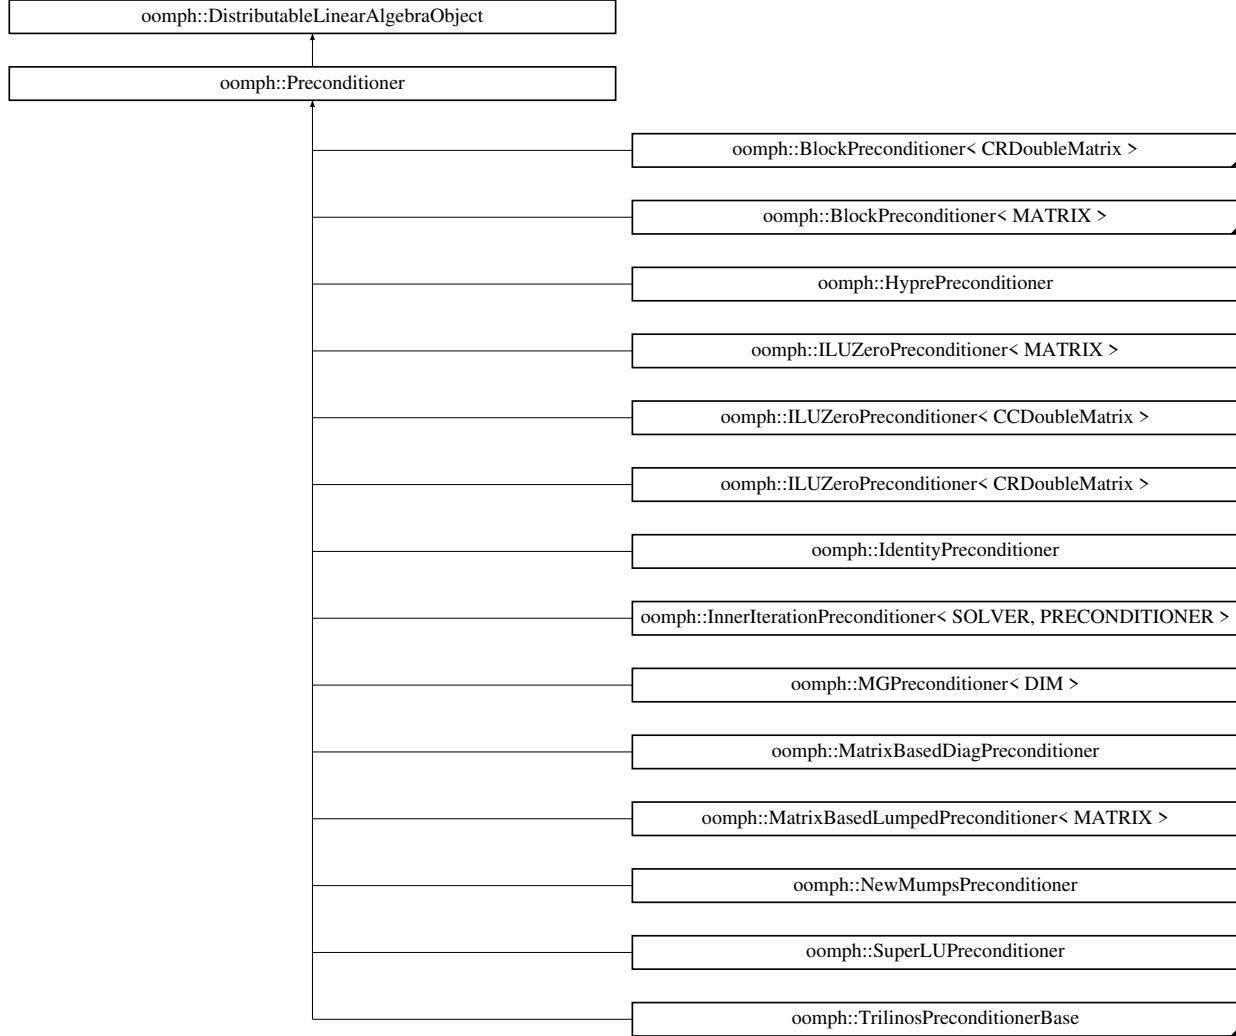 oomph::DistributableLinearAlgebraObject
oomph::Preconditioner
oomph::BlockPreconditioner< CRDoubleMatrix >
oomph::BlockPreconditioner< MATRIX >
oomph::HyprePreconditioner
oomph::ILUZeroPreconditioner< MATRIX >
oomph::ILUZeroPreconditioner< CCDoubleMatrix >
oomph::ILUZeroPreconditioner< CRDoubleMatrix >
oomph::IdentityPreconditioner
oomph::InnerIterationPreconditioner< SOLVER, PRECONDITIONER >
oomph::MGPreconditioner< DIM >
oomph::MatrixBasedDiagPreconditioner
oomph::MatrixBasedLumpedPreconditioner< MATRIX >
oomph::NewMumpsPreconditioner
oomph::SuperLUPreconditioner
oomph::TrilinosPreconditionerBase